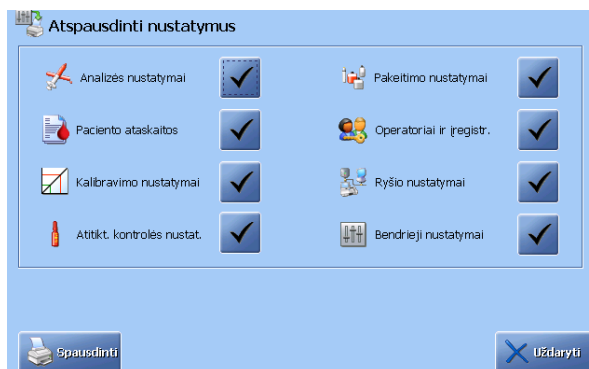 Atspausdinti nustatymus
Analizės nustatymai
Pakeitimo nustatymai
Paciento ataskaitos
Operatoriai ir įregistr.
Kalibravimo nustatymai
Ryšio nustatymai
Atitikt. kontrolės nustat.
Bendrieji nustatymai
Spausdinti
Uždaryti